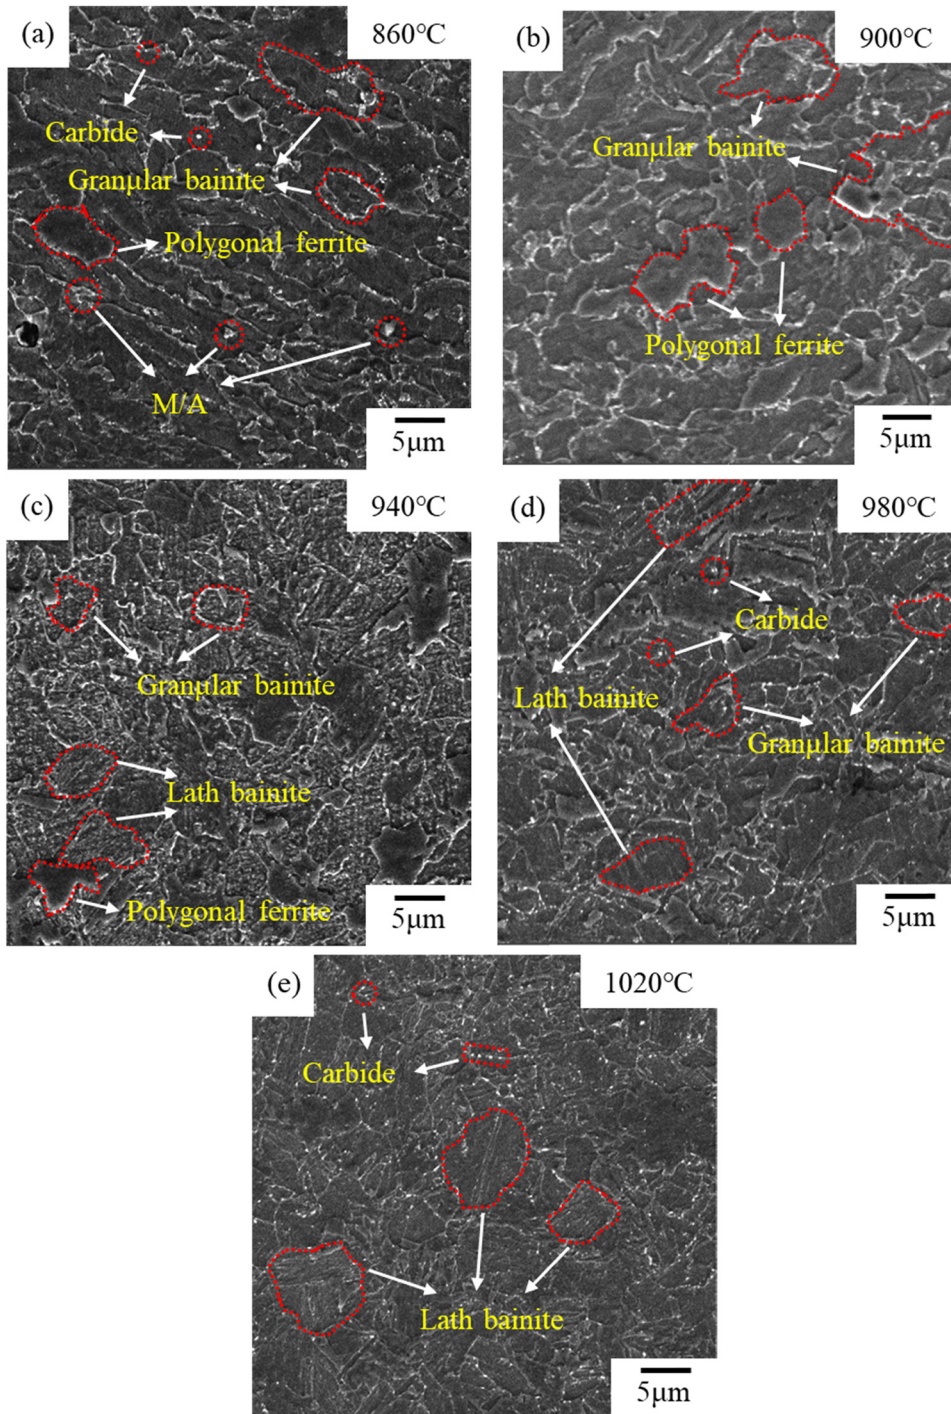 (a)
860℃
Carbide
Granµlar bainite
Polygonal ferrite
M/A
5µm
(b)
900℃
Granµlar bainite
Polygonal ferrite
5µm
(c)
940℃
Granµlar bainite
Lath bainite
Polygonal ferrite
5µm
(d)
980℃
Carbide
Lath bainite
Granµlar bainite
5µm
(e)
1020℃
Carbide
Lath bainite
5µm